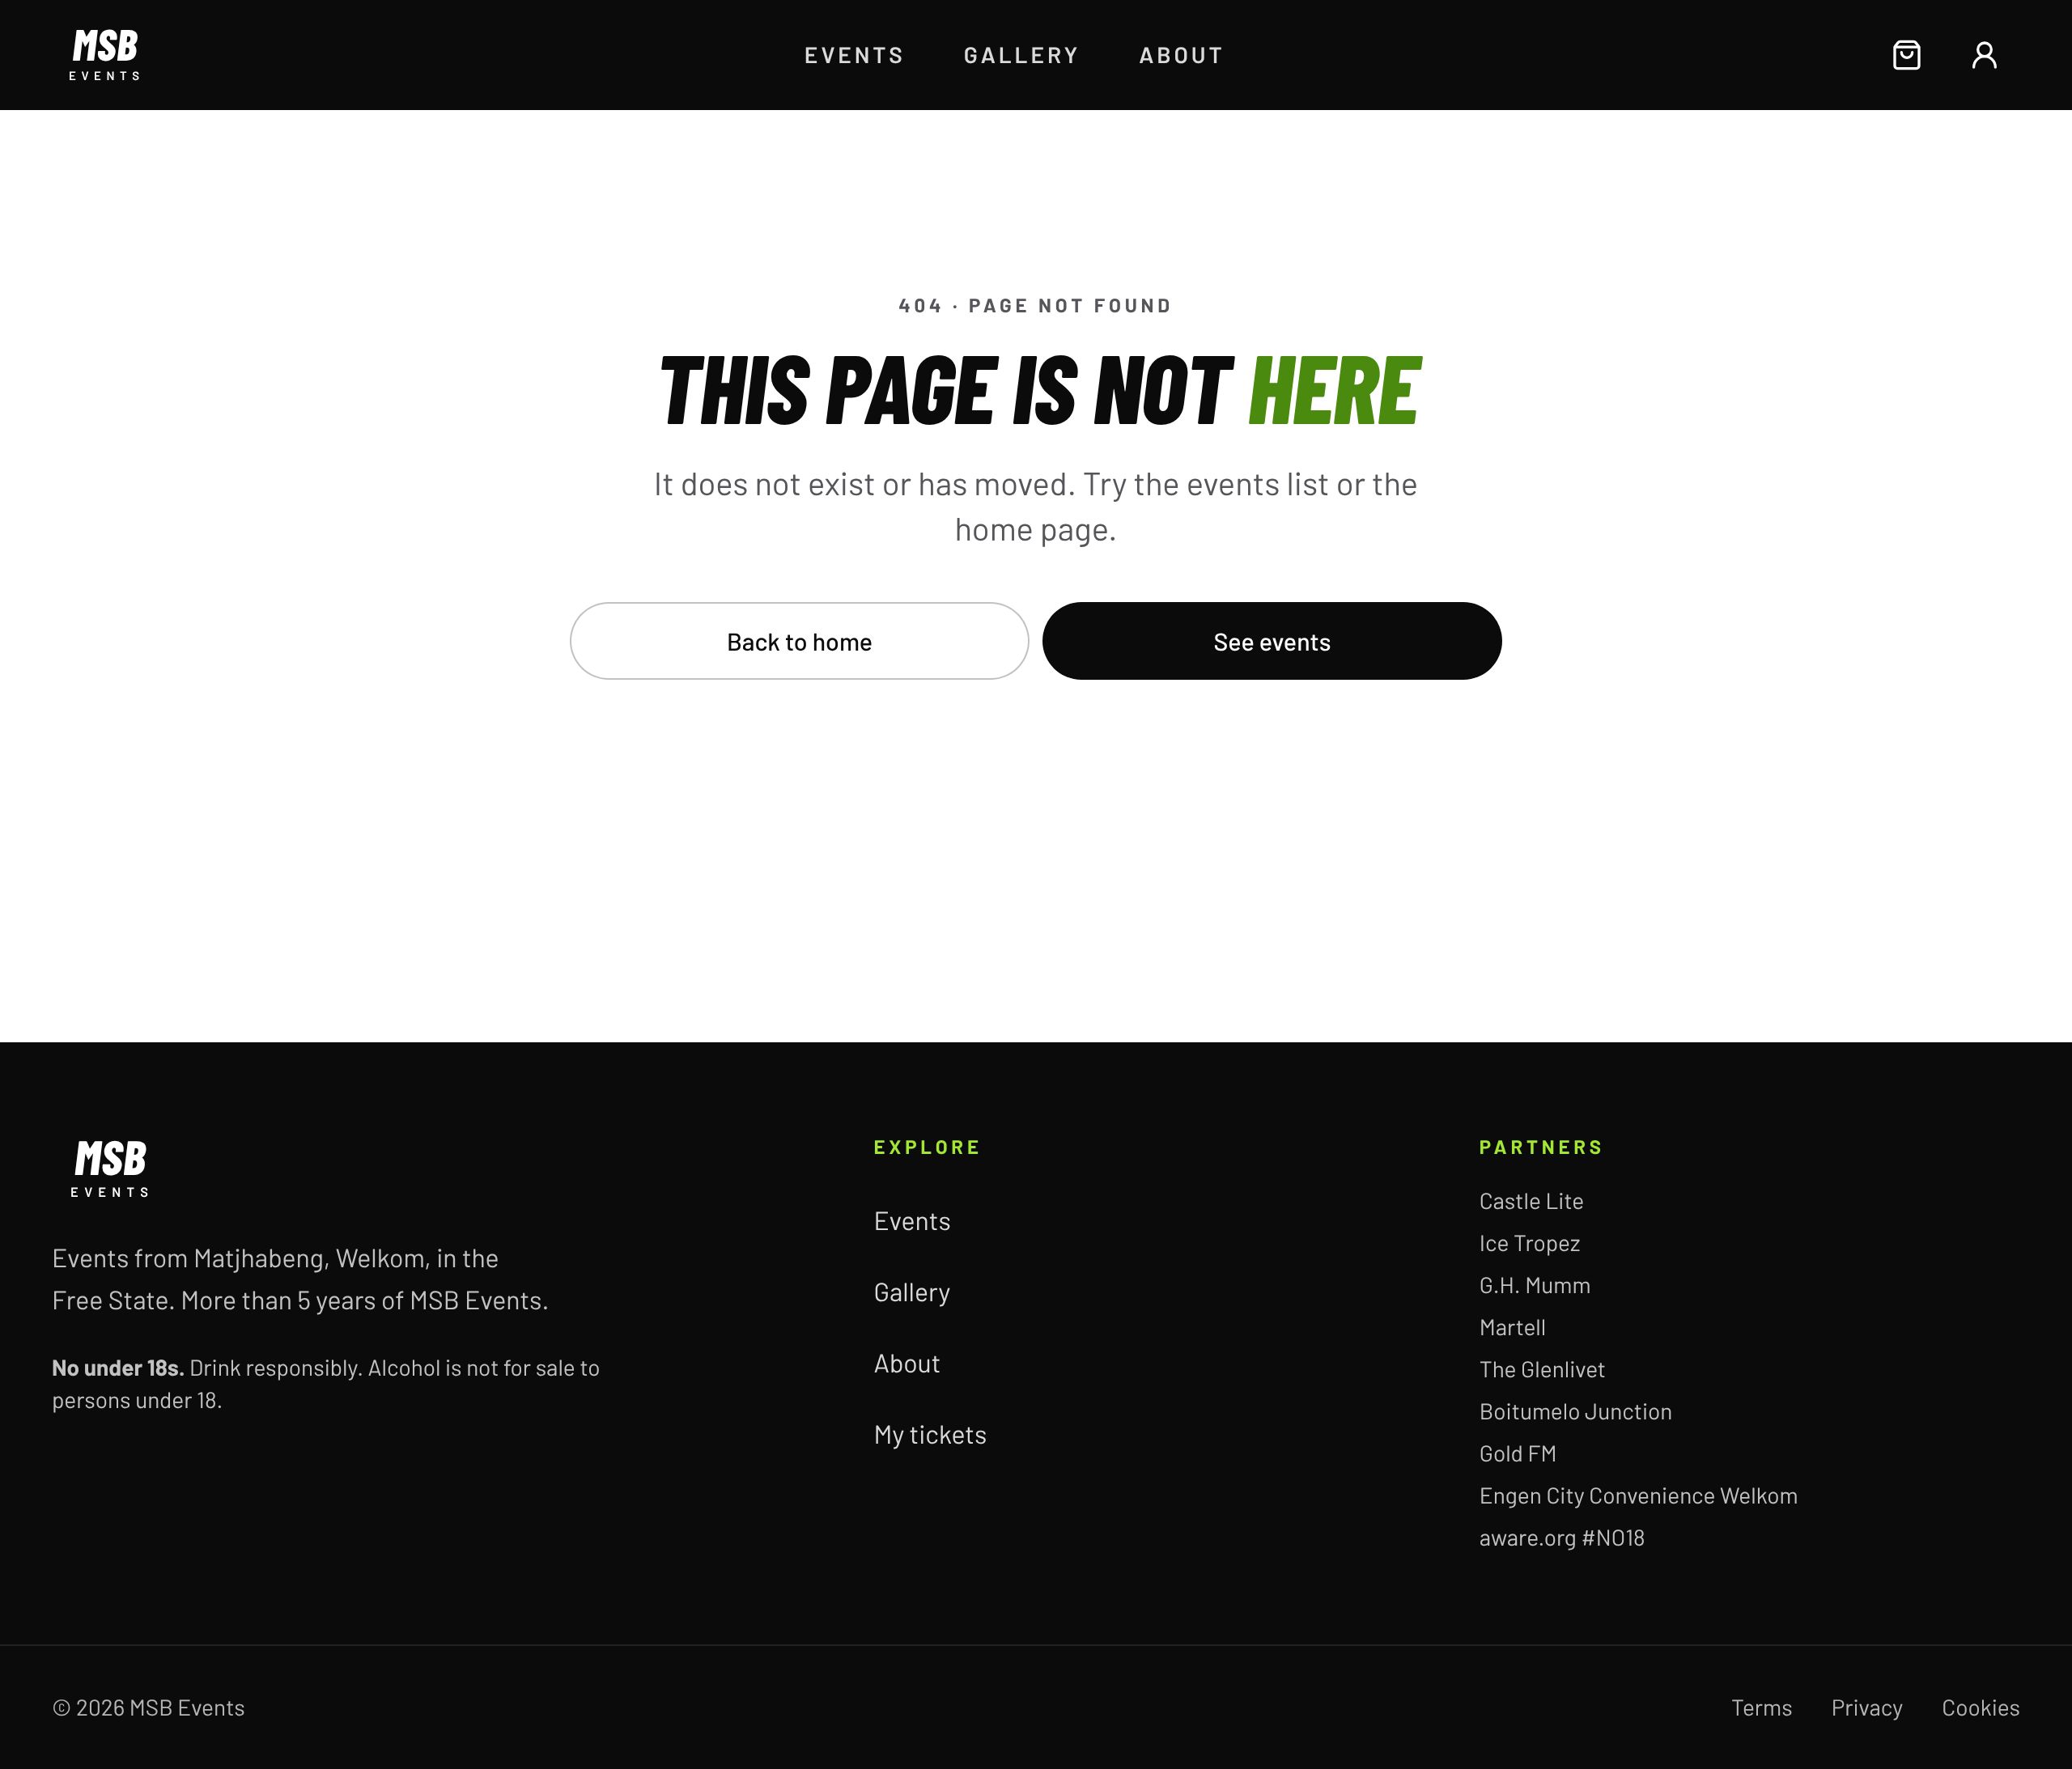 MSB
EVENTS
EVENTS GALLERY ABOUT
404 · PAGE NOT FOUND
THIS PAGE IS NOT HERE
It does not exist or has moved. Try the events list or the
home page.
Back to home
See events
MSB
EVENTS
Events from Matjhabeng, Welkom, in the
Free State. More than 5 years of MSB Events.
No under 18s. Drink responsibly. Alcohol is not for sale to
persons under 18.
EXPLORE
Events
Gallery
About
My tickets
PARTNERS
Castle Lite
Ice Tropez
G.H. Mumm
Martell
The Glenlivet
Boitumelo Junction
Gold FM
Engen City Convenience Welkom
aware.org #NO18
© 2026 MSB Events
Terms Privacy Cookies